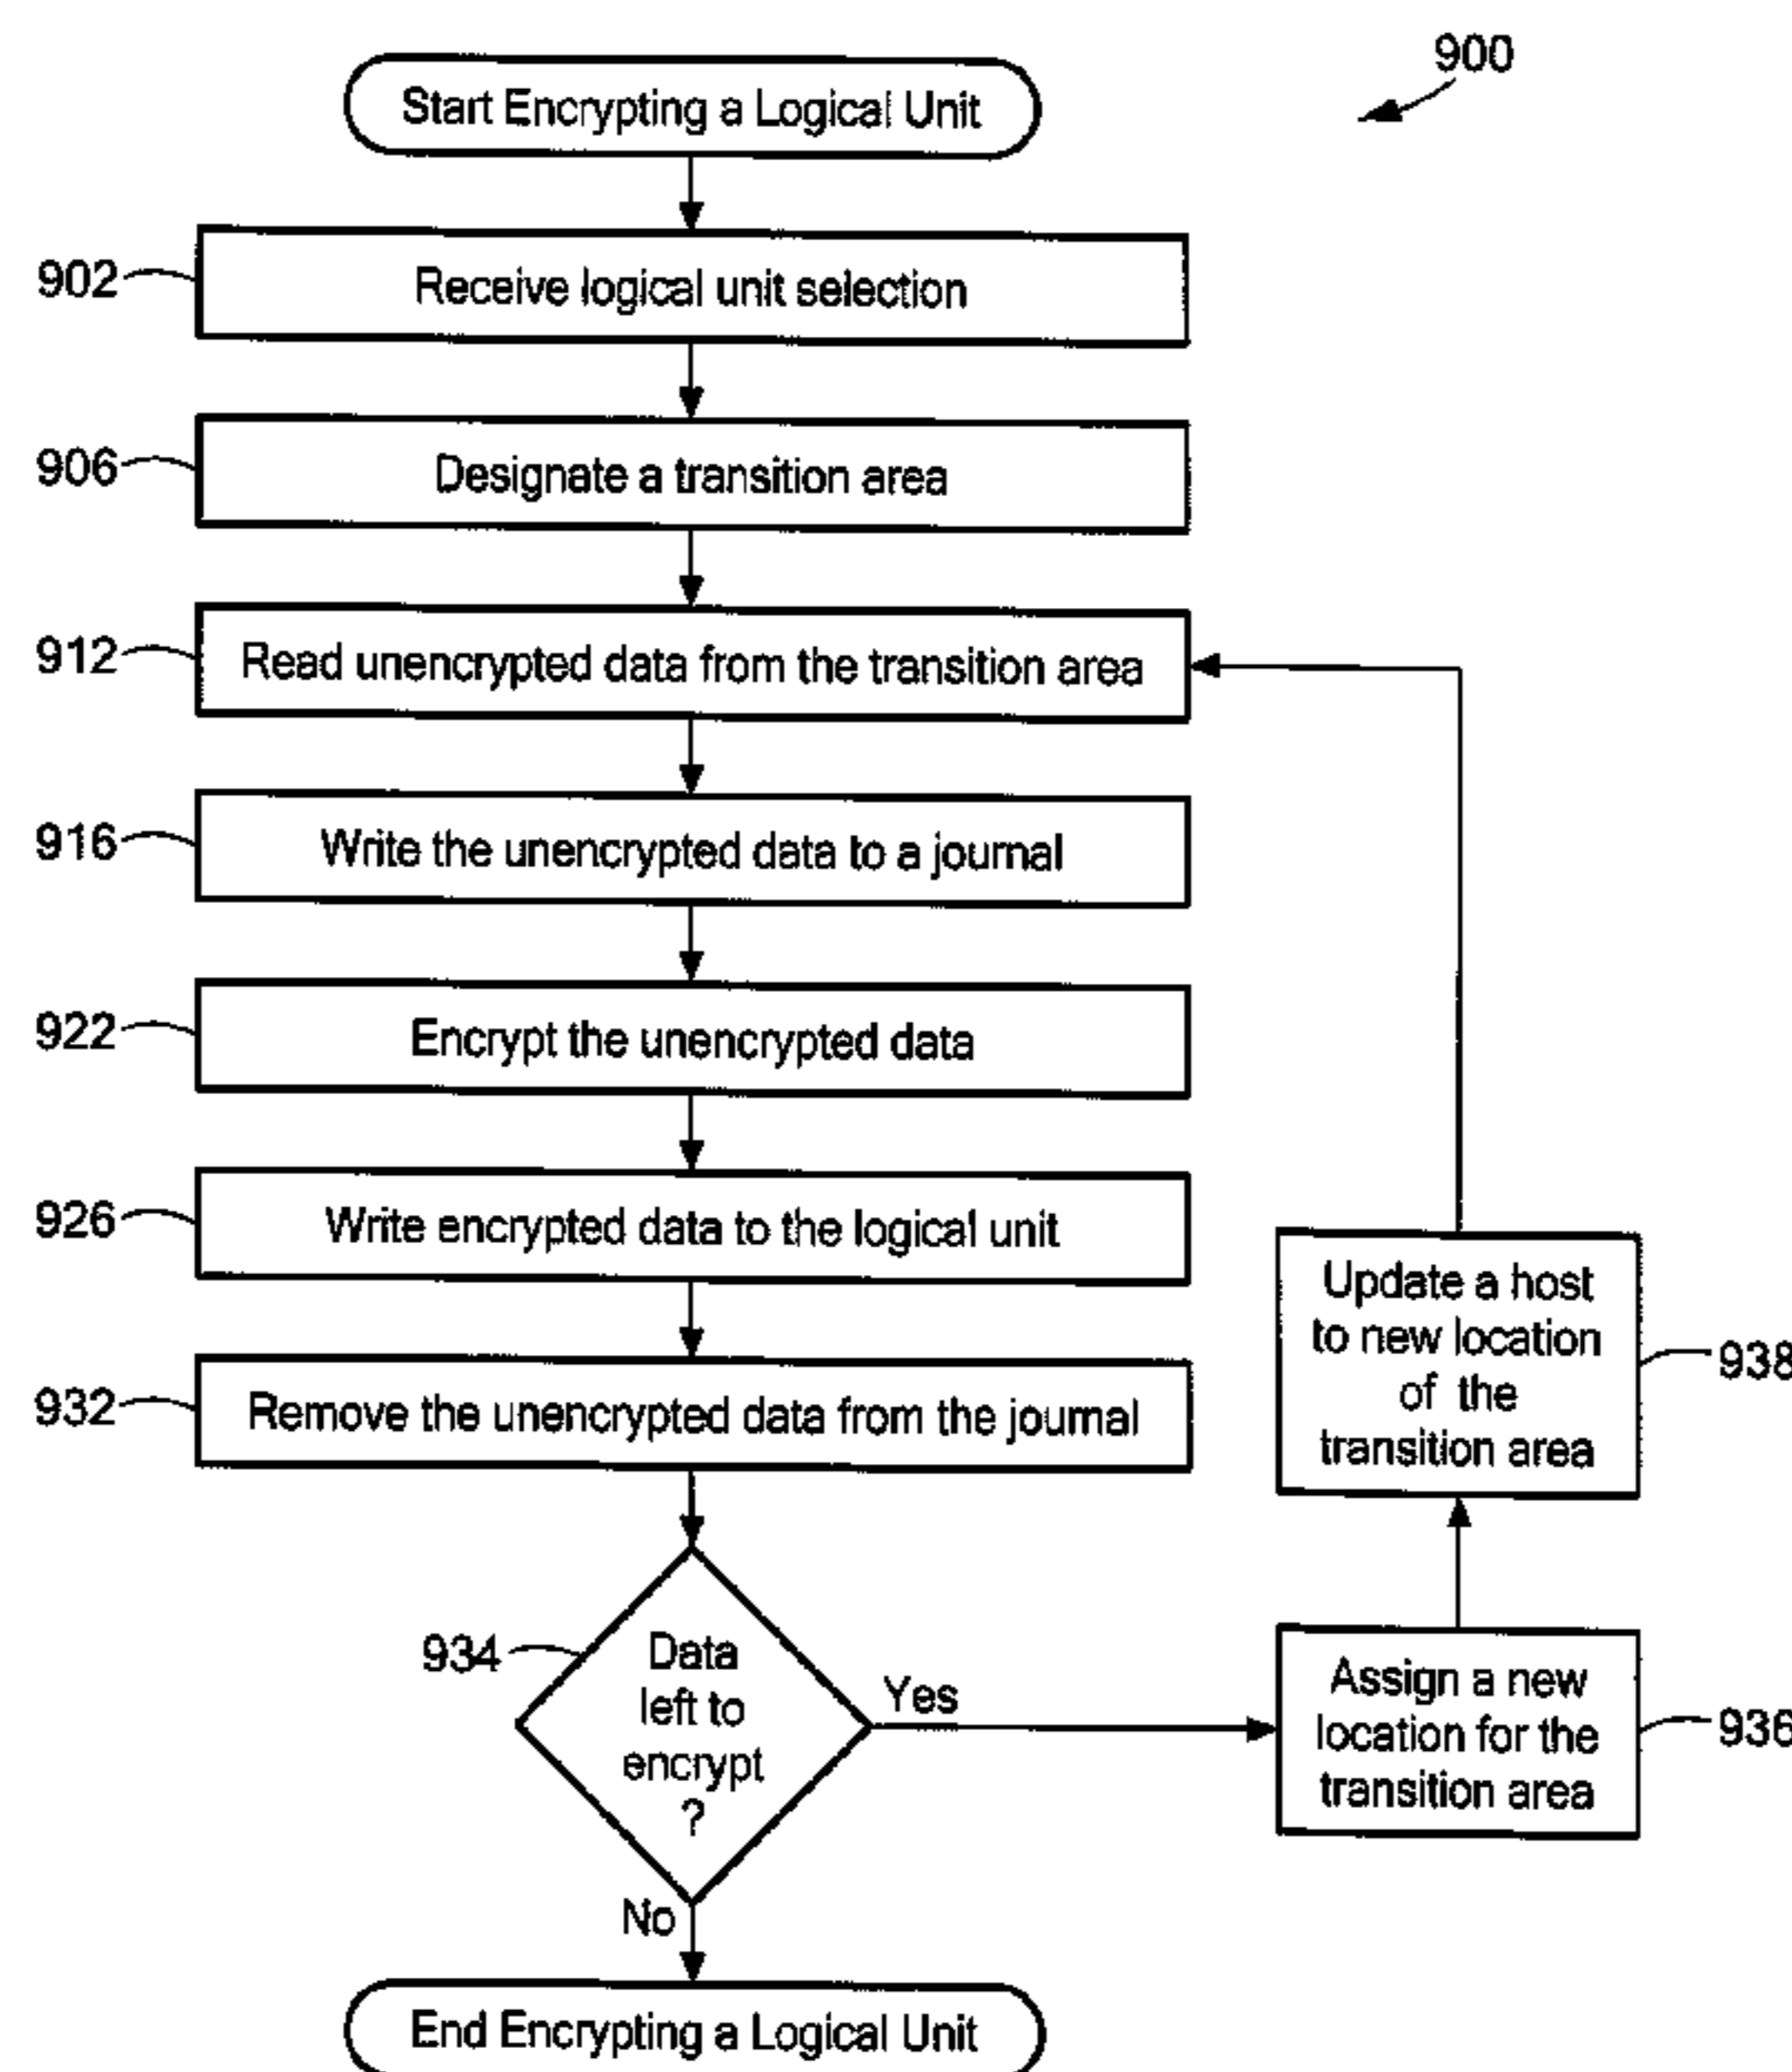 900
Start Encrypting a Logical Unit
902
Receive logical unit selection
906
Designate a transition area
912
Read unencrypted data from the transition area
916
Write the unencrypted data to a journal
922
Encrypt the unencrypted data
926
Write encrypted data to the logical unit
932
Remove the unencrypted data from the journal
934
Data
left to
encrypt
?
Yes
No
Assign a new
location for the
transition area
936
Update a host
to new location
of the
transition area
938
End Encrypting a Logical Unit